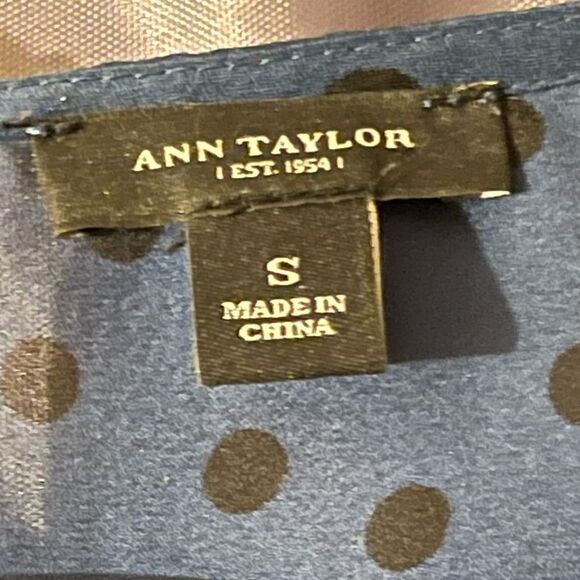 ANN TAYLOR
| EST. 1954 |
S
MADE IN
CHINA